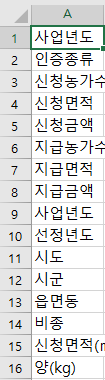 A
1 사업년도
2 인증종류
3 신청농가수
4 신청면적
5 신청금액
6 지급농가수
7 지급면적
8 지급금액
9 사업년도
10 선정년도
11 시도
12 시군
13 읍면동
14 비종
15 신청면적(m
16 양(kg)